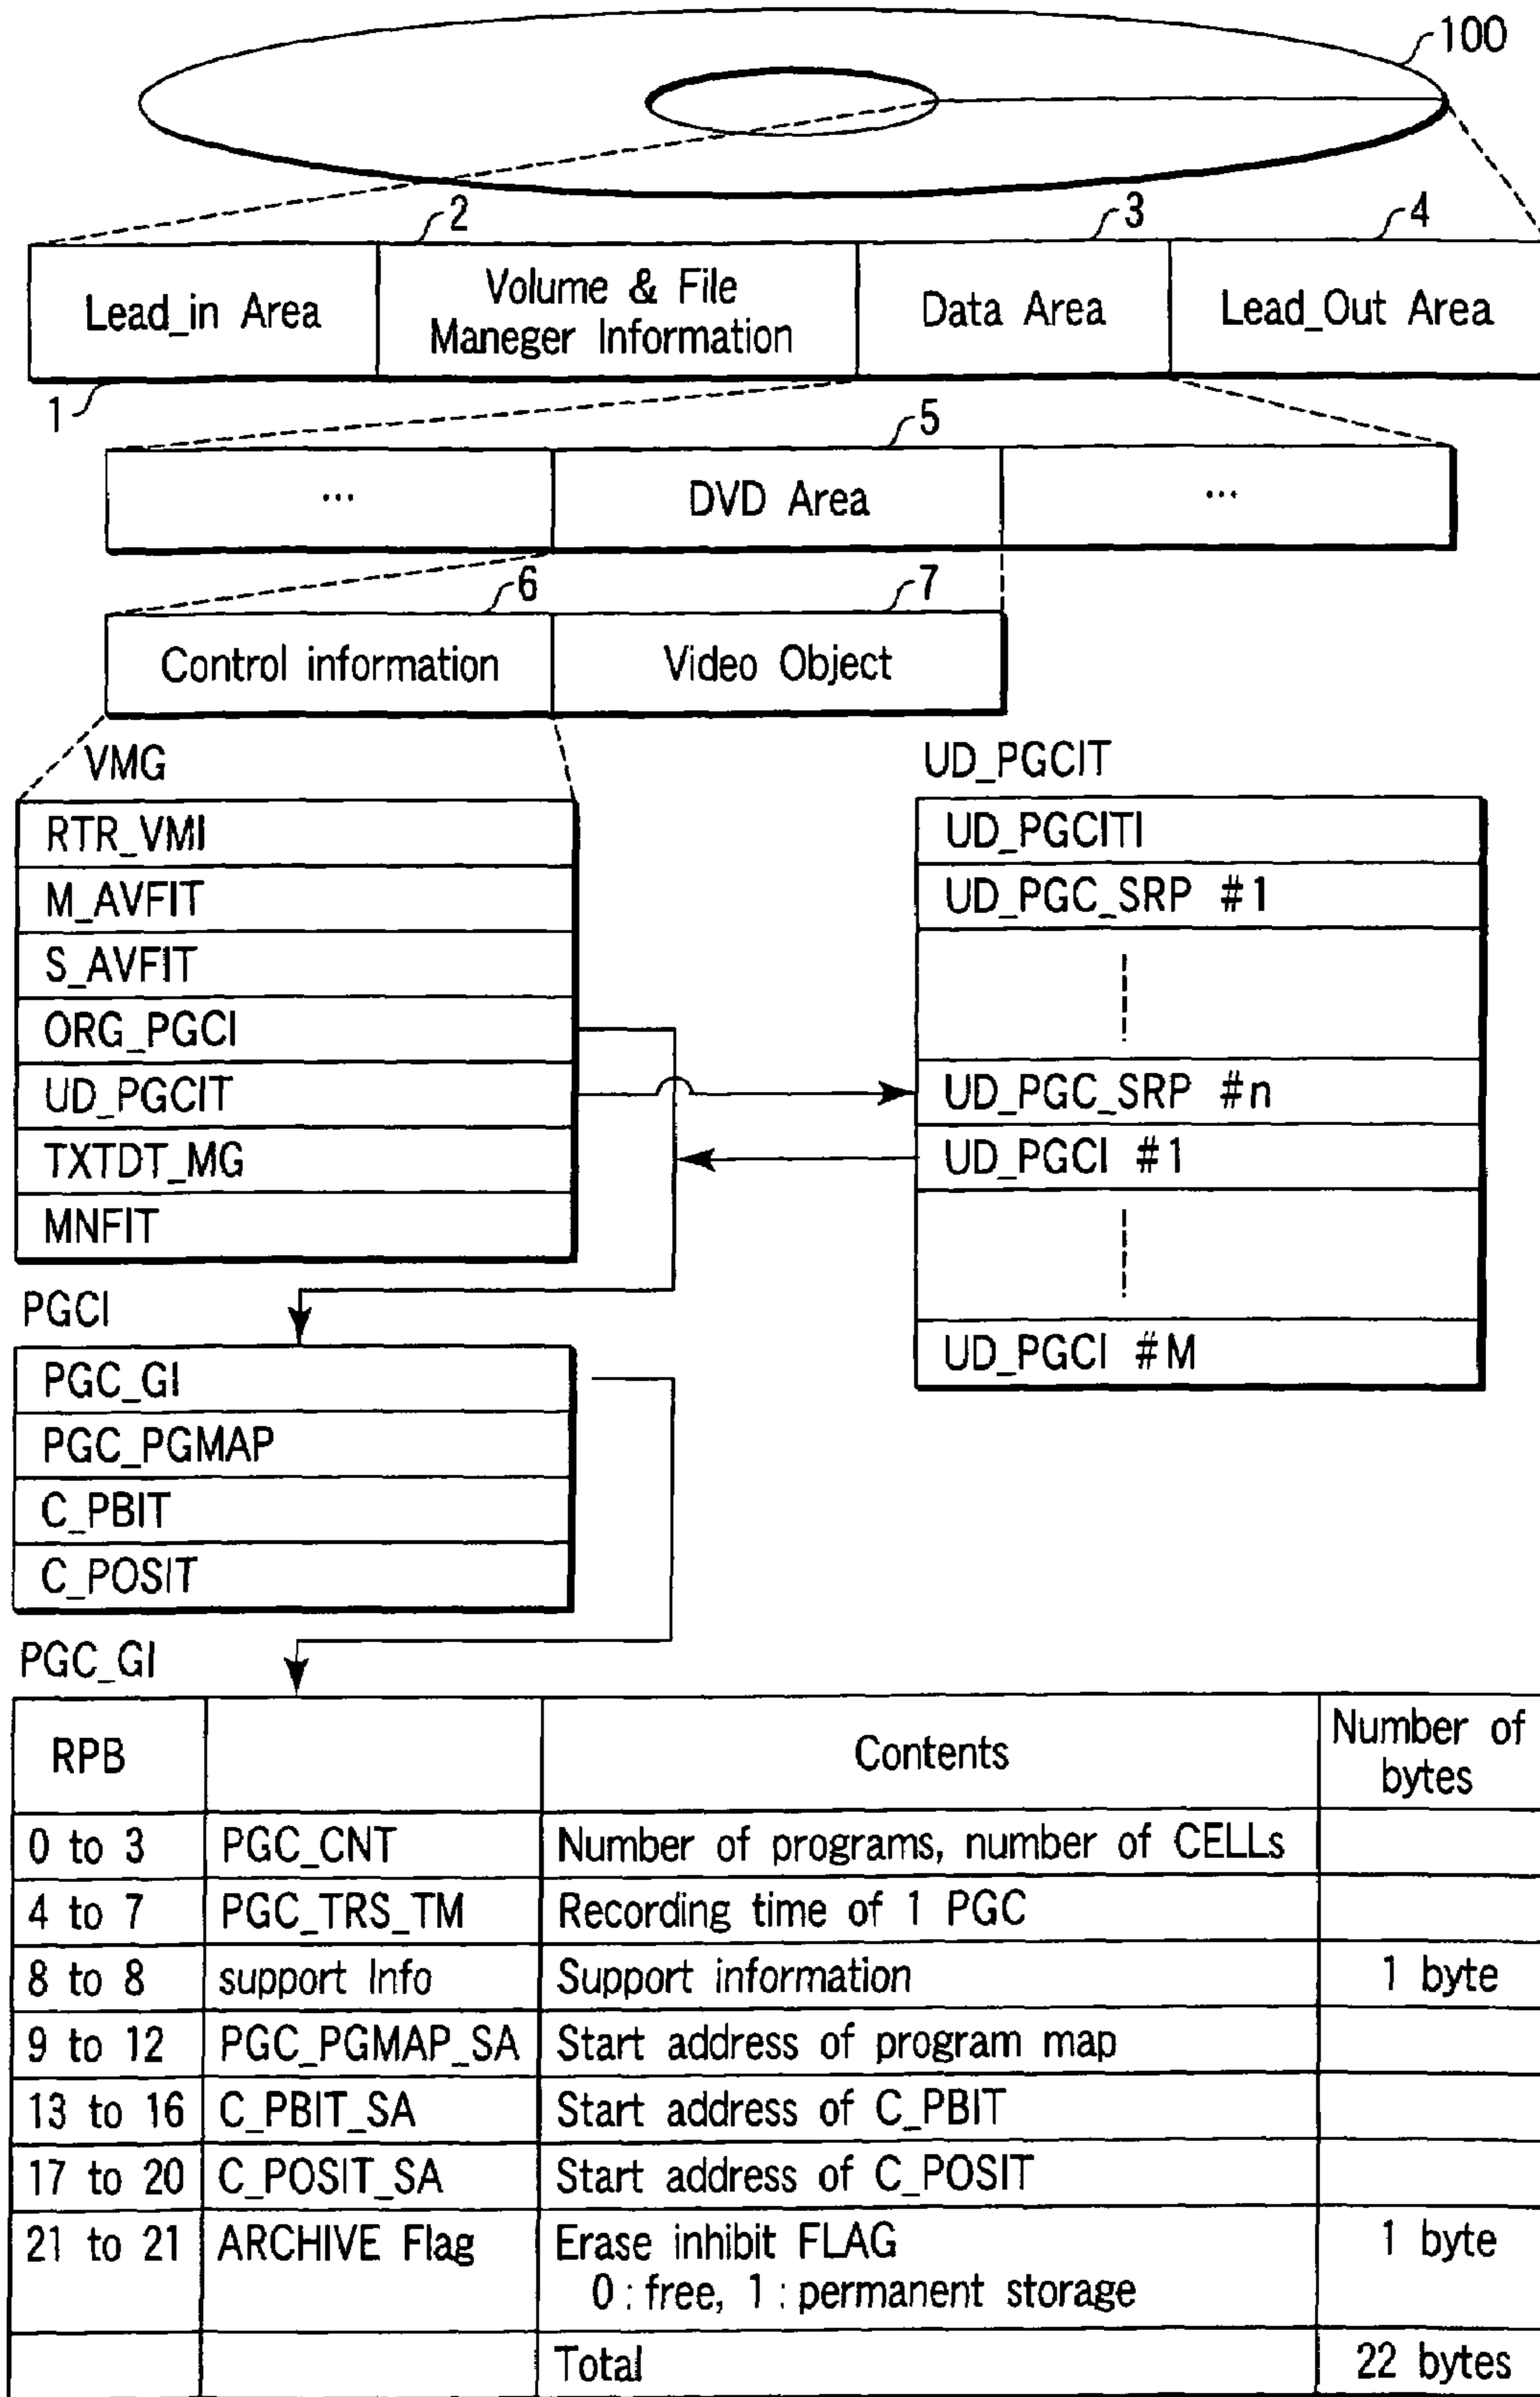 100
2
3
4
Lead_in Area
Volume & File
Maneger Information
Data Area
Lead_Out Area
1
5
...
DVD Area
...
6
7
Control information
Video Object
VMG
RTR_VMI
M_AVFIT
S_AVFIT
ORG_PGCI
UD_PGCIT
TXTDT_MG
MNFIT
UD_PGCIT
UD_PGCITI
UD_PGC_SRP #1
UD_PGC_SRP #n
UD_PGCI #1
UD_PGCI #M
PGCI
PGC_GI
PGC_PGMAP
C_PBIT
C_POSIT
PGC_GI
RPB Contents Number of
bytes
0 to 3 PGC_CNT Number of programs, number of CELLs
4 to 7 PGC_TRS_TM Recording time of 1 PGC
8 to 8 support Info Support information 1 byte
9 to 12 PGC_PGMAP_SA Start address of program map
13 to 16 C_PBIT_SA Start address of C_PBIT
17 to 20 C_POSIT_SA Start address of C_POSIT
21 to 21 ARCHIVE Flag Erase inhibit FLAG 1 byte
0 : free, 1 : permanent storage
Total 22 bytes